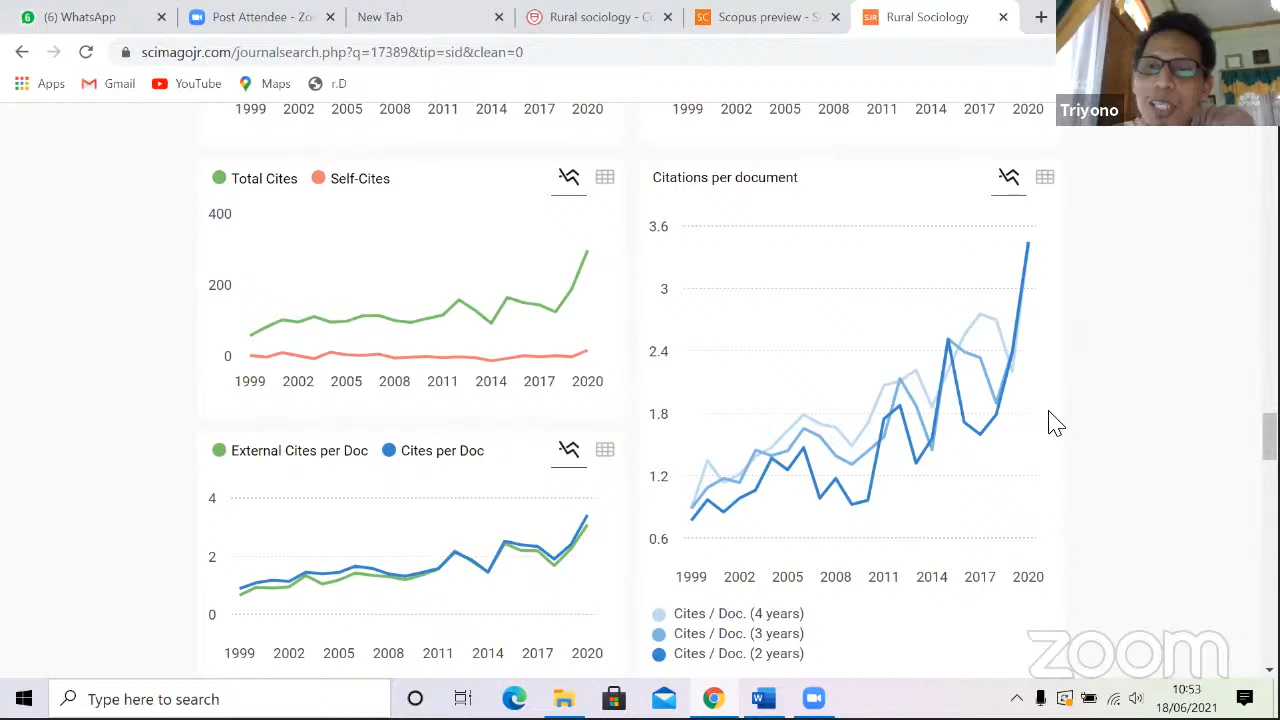 (6) WhatsApp
Post Attendee - Zo
New Tab
Rural sociology - C
SC Scopus preview - S
SJR Rural Sociology
scimagojr.com/journalsearch.php?q=17389&tip=sid&clean=0
Apps Gmail YouTube Maps r.D
Triyono
1999 2002 2005 2008 2011 2014 2017 2020
1999 2002 2005 2008 2011 2014 2017 2020
Total Cites Self-Cites
400
200
0
1999 2002 2005 2008 2011 2014 2017 2020
External Cites per Doc Cites per Doc
4
2
0
1999 2002 2005 2008 2011 2014 2017 2020
Citations per document
3.6
3
2.4
1.8
1.2
0.6
1999 2002 2005 2008 2011 2014 2017 2020
Cites / Doc. (4 years)
Cites / Doc. (3 years)
Cites / Doc. (2 years)
zoom
Type here to search
10:53
18/06/2021